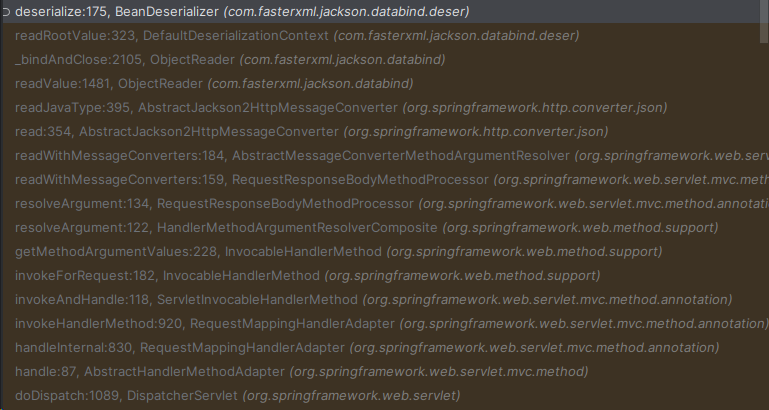 deserialize:175, BeanDeserializer (com.fasterxml.jackson.databind.deser)
readRootValue:323, DefaultDeserializationContext (com.fasterxml.jackson.databind.deser)
_bindAndClose:2105, ObjectReader (com.fasterxml.jackson.databind)
readValue:1481, ObjectReader (com.fasterxml.jackson.databind)
readJavaType:395, AbstractJackson2HttpMessageConverter (org.springframework.http.converter.json)
read:354, AbstractJackson2HttpMessageConverter (org.springframework.http.converter.json)
readWithMessageConverters:184, AbstractMessageConverterMethodArgumentResolver (org.springframework.web.serv
readWithMessageConverters:159, RequestResponseBodyMethodProcessor (org.springframework.web.servlet.mvc.meth
resolveArgument:134, RequestResponseBodyMethodProcessor (org.springframework.web.servlet.mvc.method.annotati
resolveArgument:122, HandlerMethodArgumentResolverComposite (org.springframework.web.method.support)
getMethodArgumentValues:228, InvocableHandlerMethod (org.springframework.web.method.support)
invokeForRequest:182, InvocableHandlerMethod (org.springframework.web.method.support)
invokeAndHandle:118, ServletInvocableHandlerMethod (org.springframework.web.servlet.mvc.method.annotation)
invokeHandlerMethod:920, RequestMappingHandlerAdapter (org.springframework.web.servlet.mvc.method.annotation)
handleInternal:830, RequestMappingHandlerAdapter (org.springframework.web.servlet.mvc.method.annotation)
handle:87, AbstractHandlerMethodAdapter (org.springframework.web.servlet.mvc.method)
doDispatch:1089, DispatcherServlet (org.springframework.web.servlet)